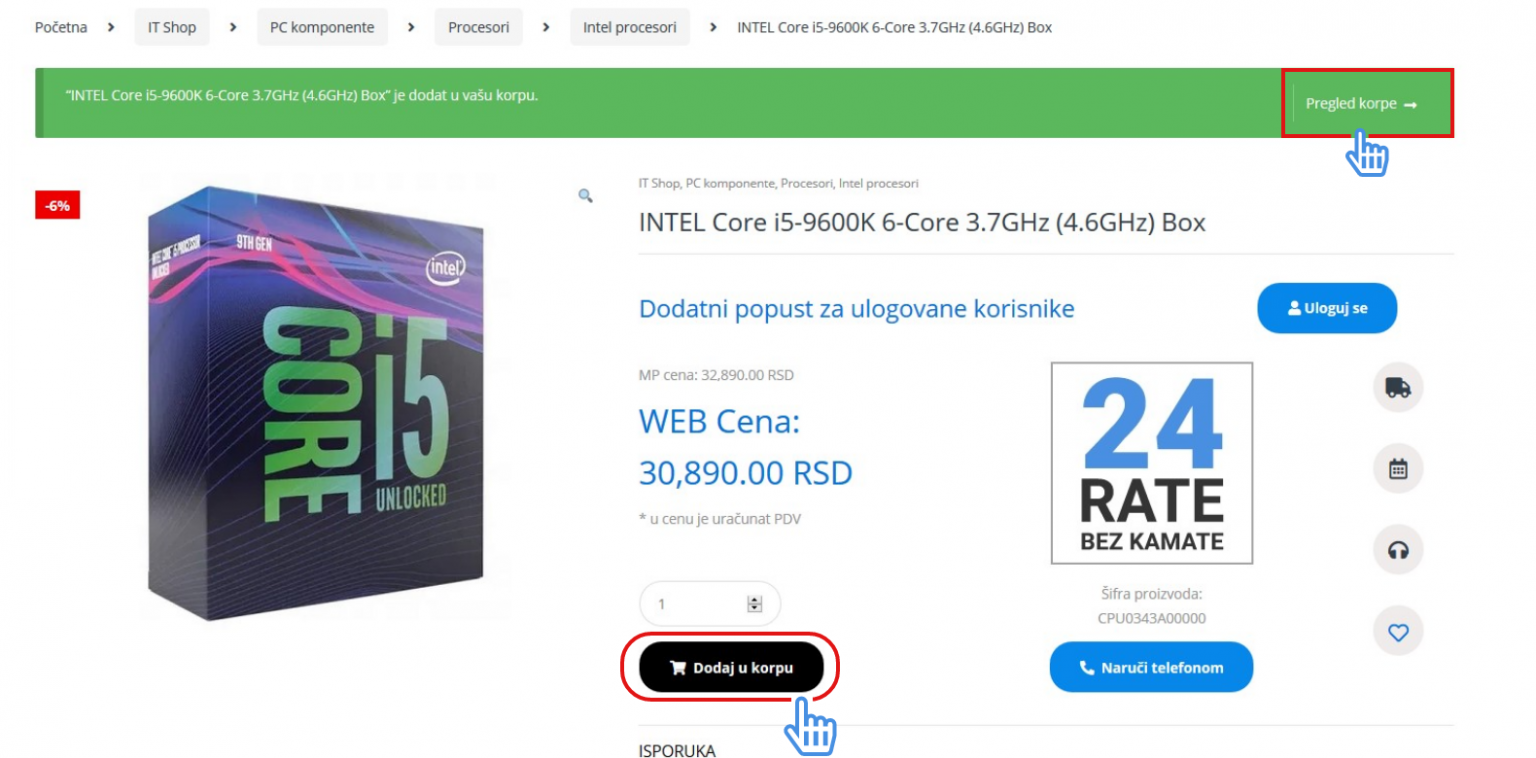 Početna > IT Shop > PC komponente > Procesori > Intel procesori > INTEL Core i5-9600K 6-Core 3.7GHz (4.6GHz) Box
"INTEL Core i5-9600K 6-Core 3.7GHz (4.6GHz) Box" je dodat u vašu korpu.
Pregled korpe →
-6%
9TH GEN
intel
CORE i5
UNLOCKED
IT Shop, PC komponente, Procesori, Intel procesori
INTEL Core i5-9600K 6-Core 3.7GHz (4.6GHz) Box
Dodatni popust za ulogovane korisnike
Uloguj se
MP cena: 32,890.00 RSD
WEB Cena:
30,890.00 RSD
* u cenu je uračunat PDV
24
RATE
BEZ KAMATE
1
Šifra proizvoda:
CPU0343A00000
Dodaj u korpu
Naruči telefonom
ISPORUKA